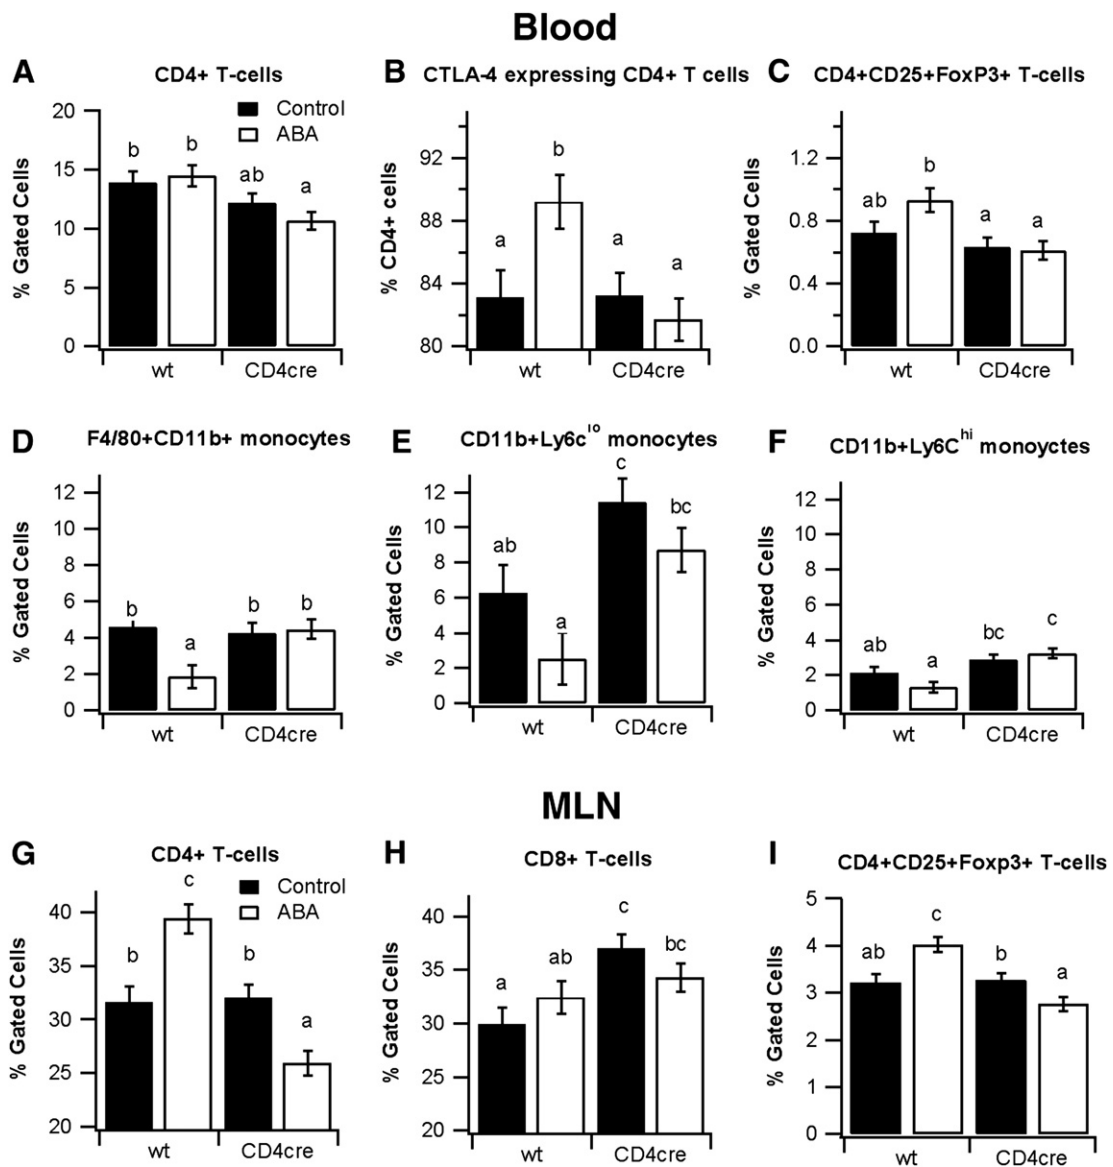 Blood
A CD4+ T-cells
Control
ABA
% Gated Cells
20
15
10
5
0
b b ab a
wt CD4cre
B CTLA-4 expressing CD4+ T cells
% CD4+ cells
92
88
84
80
a b a a
wt CD4cre
C CD4+CD25+FoxP3+ T-cells
% Gated Cells
1.2
0.8
0.4
0.0
ab b a a
wt CD4cre
D F4/80+CD11b+ monocytes
% Gated Cells
12
10
8
6
4
2
0
b a b b
wt CD4cre
E CD11b+Ly6c^lo monocytes
% Gated Cells
12
10
8
6
4
2
0
ab a c bc
wt CD4cre
F CD11b+Ly6C^hi monoyctes
% Gated Cells
12
10
8
6
4
2
0
ab a bc c
wt CD4cre
MLN
G CD4+ T-cells
Control
ABA
% Gated Cells
40
35
30
25
20
b c b a
wt CD4cre
H CD8+ T-cells
% Gated Cells
40
35
30
25
20
a ab c bc
wt CD4cre
I CD4+CD25+Foxp3+ T-cells
% Gated Cells
5
4
3
2
1
0
ab c b a
wt CD4cre